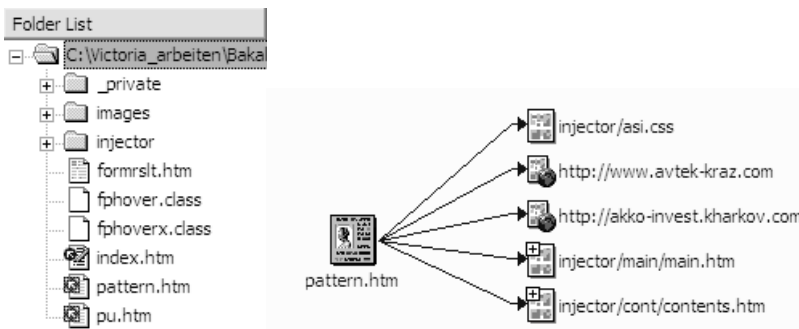 Folder List
C:\Victoria_arbeiten\Bakal
_private
images
injector
formrslt.htm
fphover.class
fphoverx.class
index.htm
pattern.htm
pu.htm
pattern.htm
injector/asi.css
http://www.avtek-kraz.com
http://akko-invest.kharkov.com
injector/main/main.htm
injector/cont/contents.htm